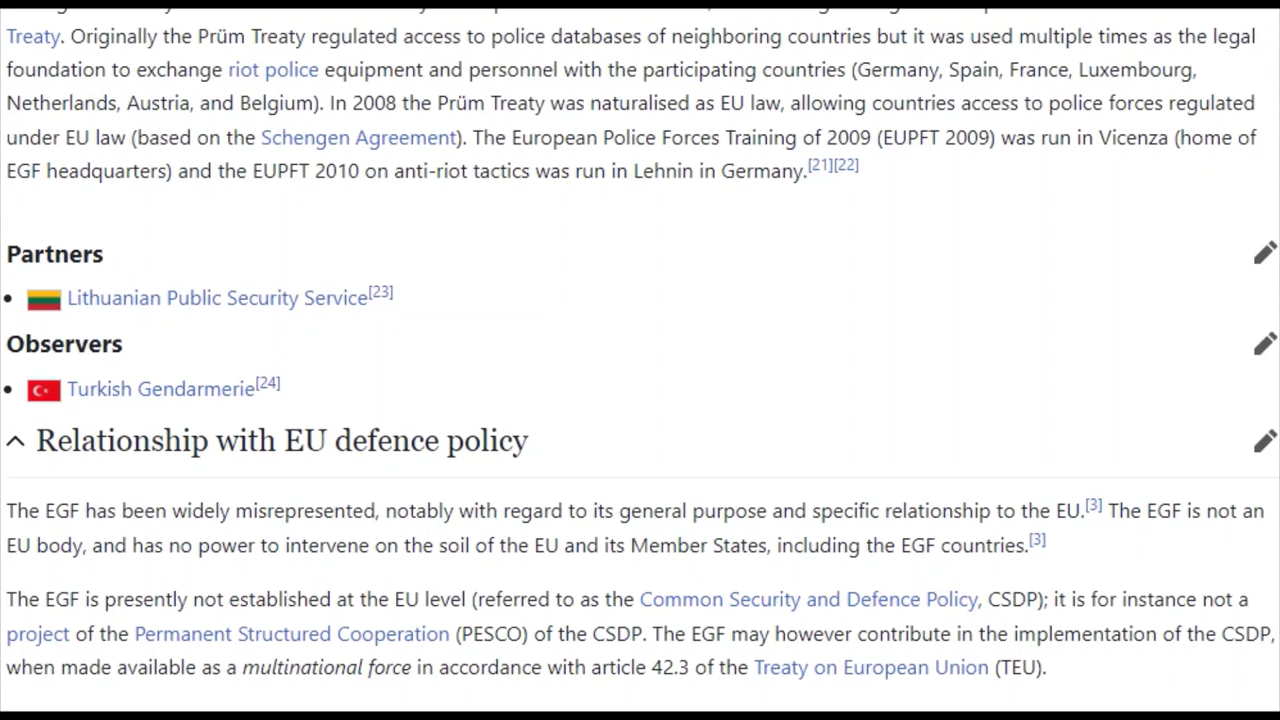 Treaty. Originally the Prüm Treaty regulated access to police databases of neighboring countries but it was used multiple times as the legal
foundation to exchange riot police equipment and personnel with the participating countries (Germany, Spain, France, Luxembourg,
Netherlands, Austria, and Belgium). In 2008 the Prüm Treaty was naturalised as EU law, allowing countries access to police forces regulated
under EU law (based on the Schengen Agreement). The European Police Forces Training of 2009 (EUPFT 2009) was run in Vicenza (home of
EGF headquarters) and the EUPFT 2010 on anti-riot tactics was run in Lehnin in Germany.[21][22]
Partners
• Lithuanian Public Security Service[23]
Observers
• Turkish Gendarmerie[24]
Relationship with EU defence policy
The EGF has been widely misrepresented, notably with regard to its general purpose and specific relationship to the EU.[3] The EGF is not an
EU body, and has no power to intervene on the soil of the EU and its Member States, including the EGF countries.[3]
The EGF is presently not established at the EU level (referred to as the Common Security and Defence Policy, CSDP); it is for instance not a
project of the Permanent Structured Cooperation (PESCO) of the CSDP. The EGF may however contribute in the implementation of the CSDP,
when made available as a multinational force in accordance with article 42.3 of the Treaty on European Union (TEU).